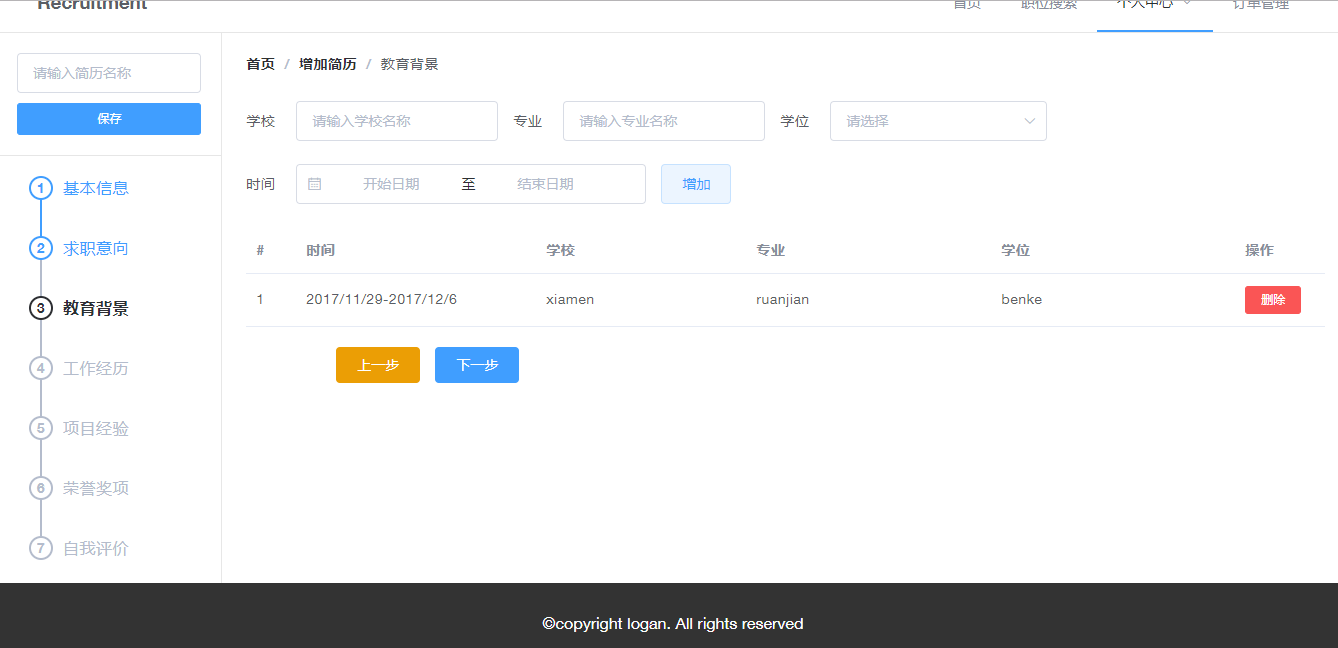 Recruitment
首页 职位搜索 个人中心 订单管理
请输入简历名称
保存
1 基本信息
2 求职意向
3 教育背景
4 工作经历
5 项目经验
6 荣誉奖项
7 自我评价
首页 / 增加简历 / 教育背景
学校 请输入学校名称 专业 请输入专业名称 学位 请选择
时间 开始日期 至 结束日期 增加
# 时间 学校 专业 学位 操作
1 2017/11/29-2017/12/6 xiamen ruanjian benke 删除
上一步 下一步
©copyright logan. All rights reserved